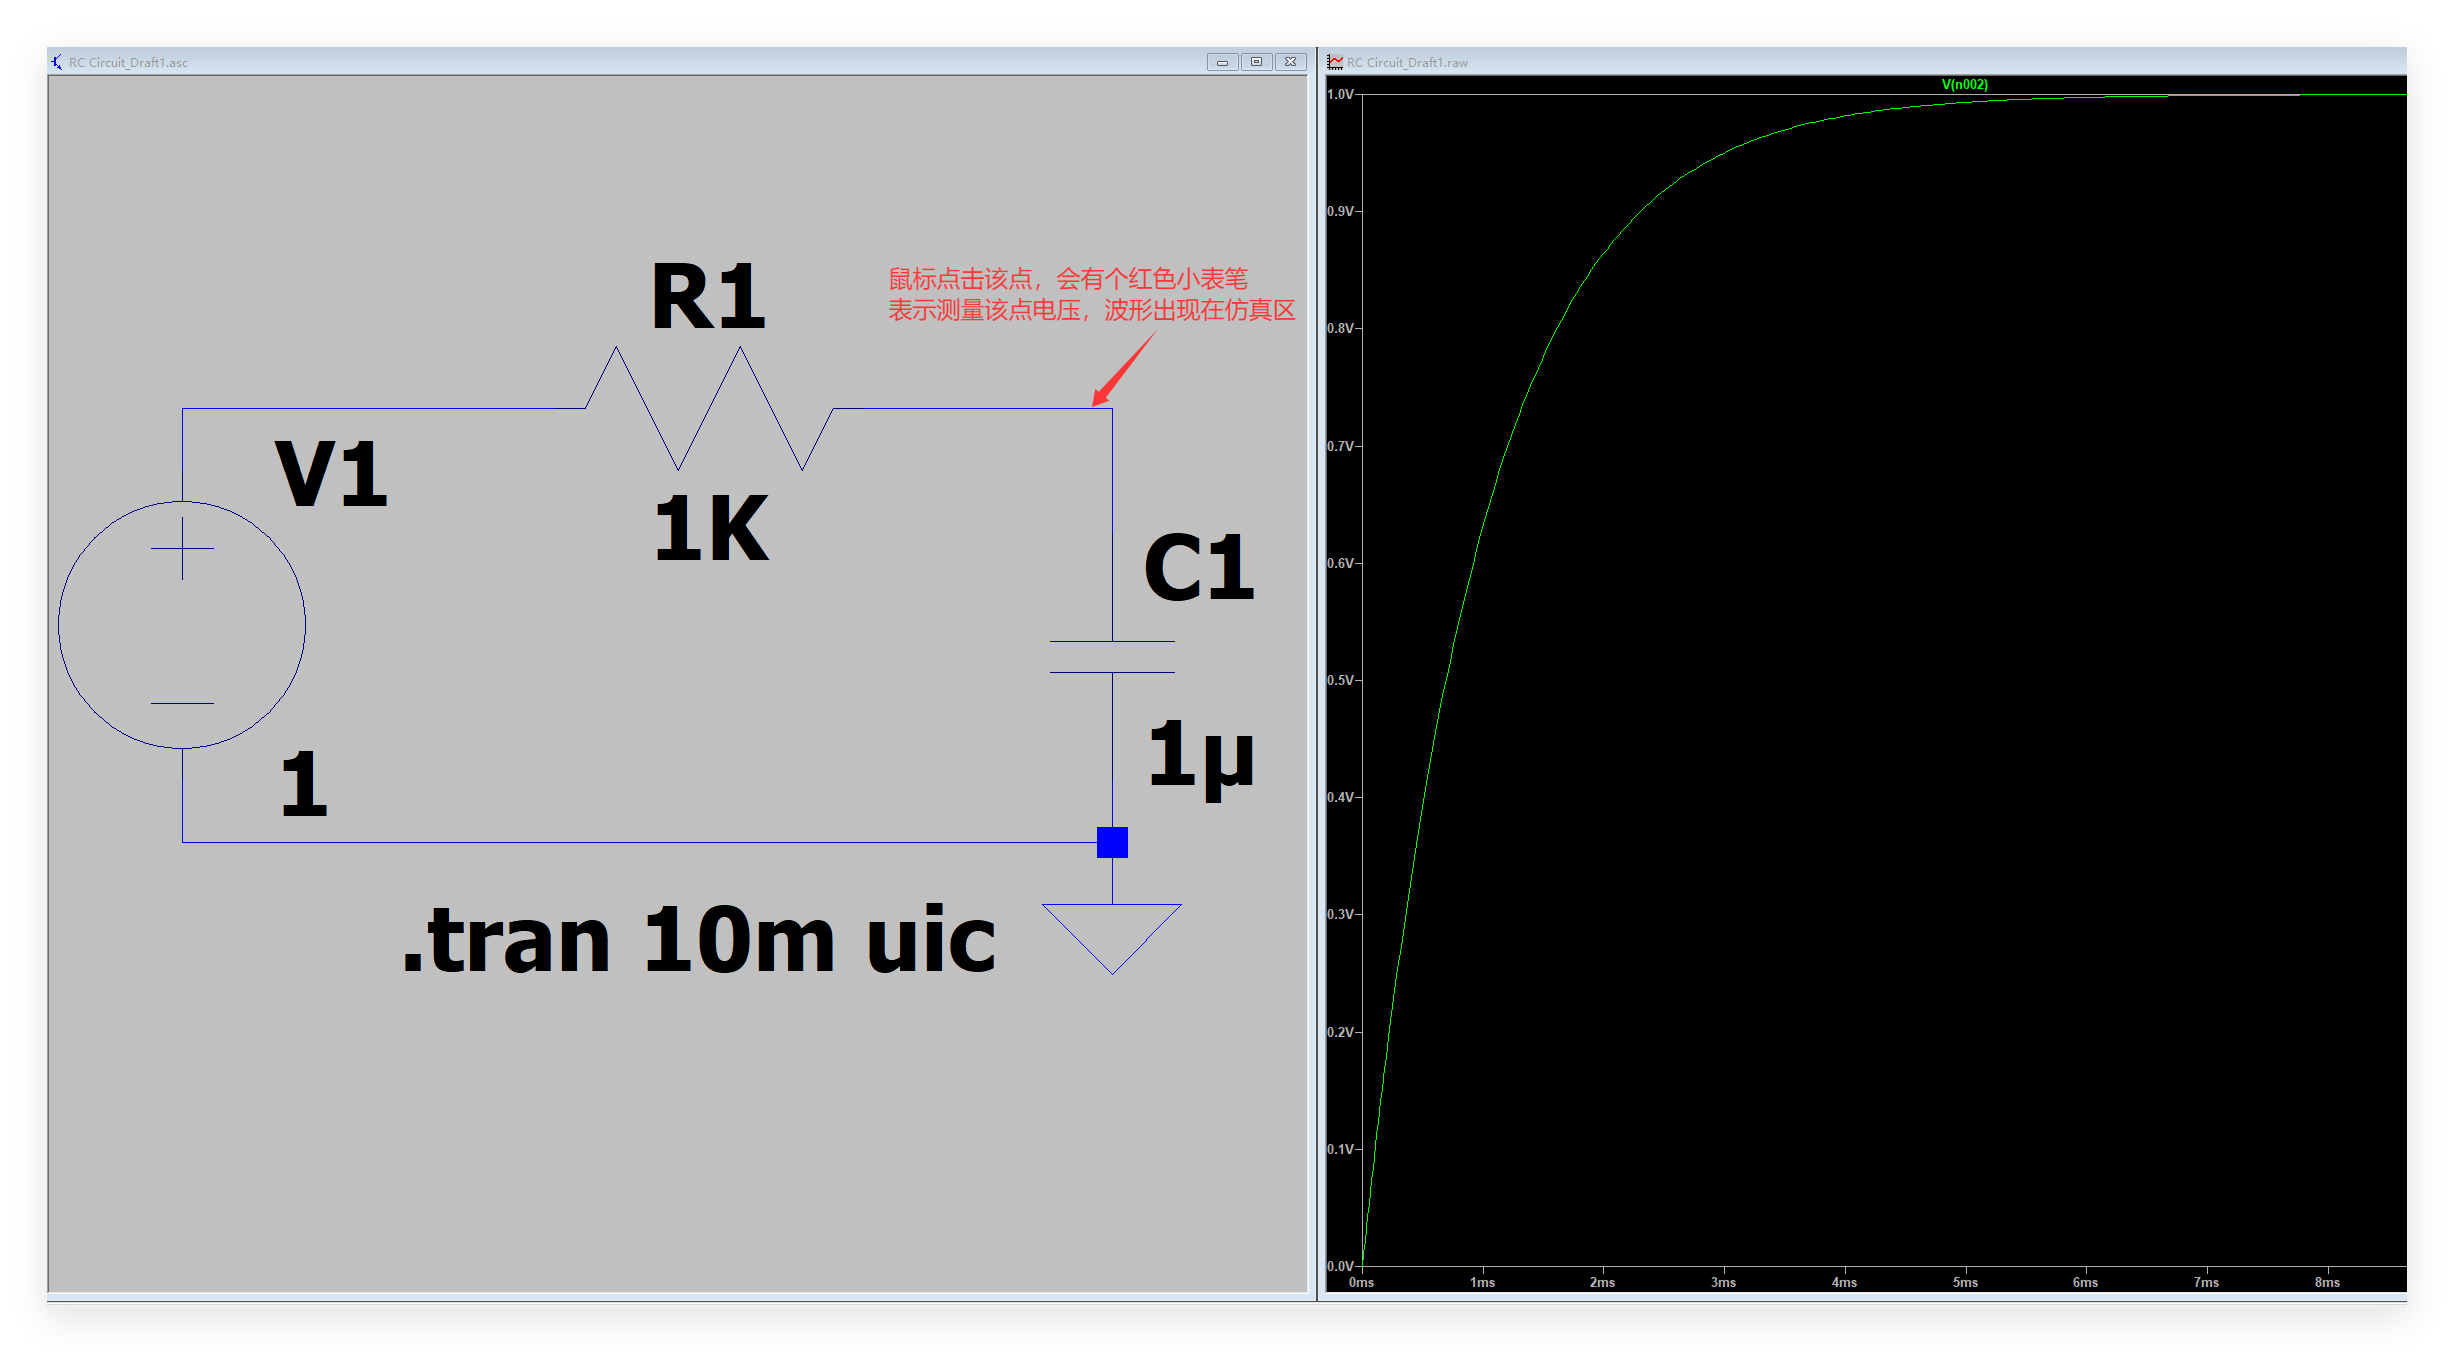 RC Circuit_Draft1.asc
R1
鼠标点击该点，会有个红色小表笔
表示测量该点电压，波形出现在仿真区
V1
1K
C1
1µ
1
.tran 10m uic
RC Circuit_Draft1.raw
V(n002)
1.0V
0.9V
0.8V
0.7V
0.6V
0.5V
0.4V
0.3V
0.2V
0.1V
0.0V
0ms 1ms 2ms 3ms 4ms 5ms 6ms 7ms 8ms